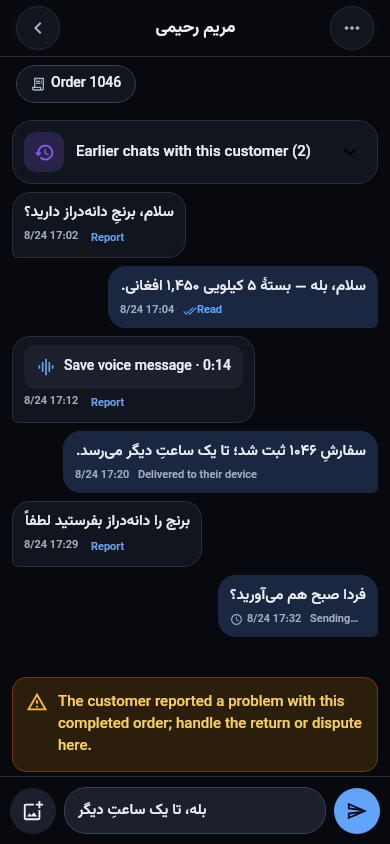 مریم رحیمی
Order 1046
Earlier chats with this customer (2)
سلام، برنجِ دانه‌دراز دارید؟
8/24 17:02 Report
سلام، بله — بستهٔ ۵ کیلویی ۱,۴۵۰ افغانی.
8/24 17:04 Read
Save voice message · 0:14
8/24 17:12 Report
سفارشِ ۱۰۴۶ ثبت شد؛ تا یک ساعتِ دیگر می‌رسد.
8/24 17:20 Delivered to their device
برنج را دانه‌دراز بفرستید لطفاً
8/24 17:29 Report
فردا صبح هم می‌آورید؟
8/24 17:32 Sending…
The customer reported a problem with this
completed order; handle the return or dispute
here.
بله، تا یک ساعتِ دیگر